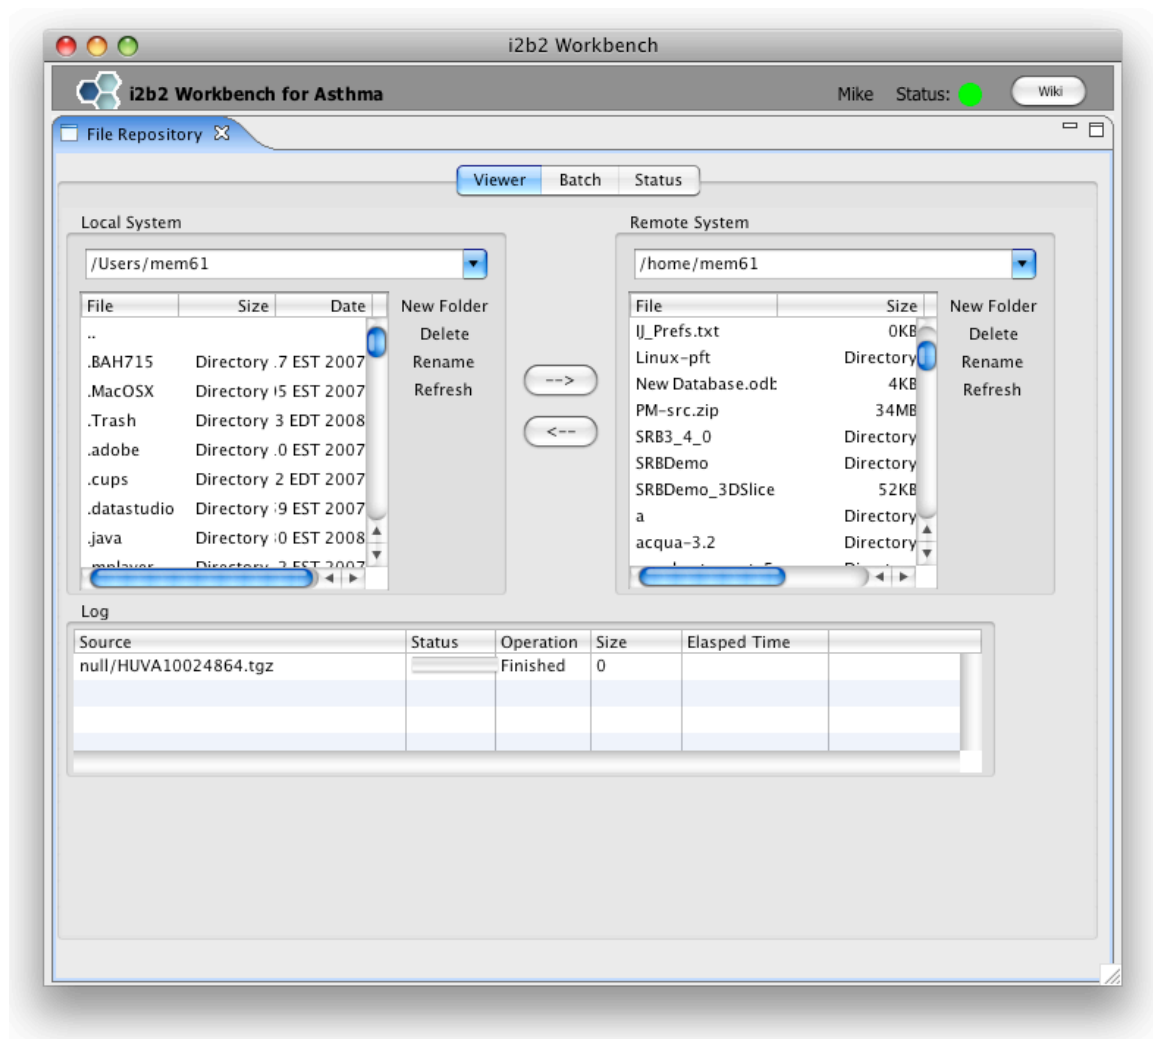 i2b2 Workbench
i2b2 Workbench for Asthma
Mike Status:
Wiki
File Repository
Viewer Batch Status
Local System
/Users/mem61
File Size Date
..
.BAH715 Directory .7 EST 2007
.MacOSX Directory EST 2007
.Trash Directory 3 EDT 2008
.adobe Directory .0 EST 2007
.cups Directory 2 EDT 2007
.datastudio Directory 9 EST 2007
.java Directory 0 EST 2008
New Folder
Delete
Rename
Refresh
-->
<--
Remote System
/home/mem61
File Size
IJ_Prefs.txt 0KB
Linux-pft Directory
New Database.odb 4KB
PM-src.zip 34MB
SRB3_4_0 Directory
SRBDemo Directory
SRBDemo_3DSlice 52KB
a Directory
acqua-3.2 Directory
New Folder
Delete
Rename
Refresh
Log
Source Status Operation Size Elasped Time
null/HUVA10024864.tgz Finished 0